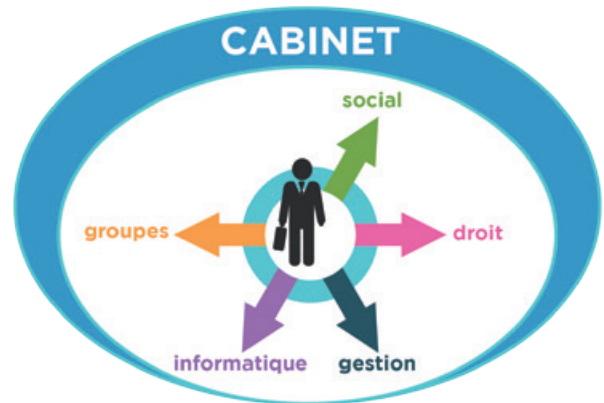 CABINET
social
groupes
droit
informatique
gestion